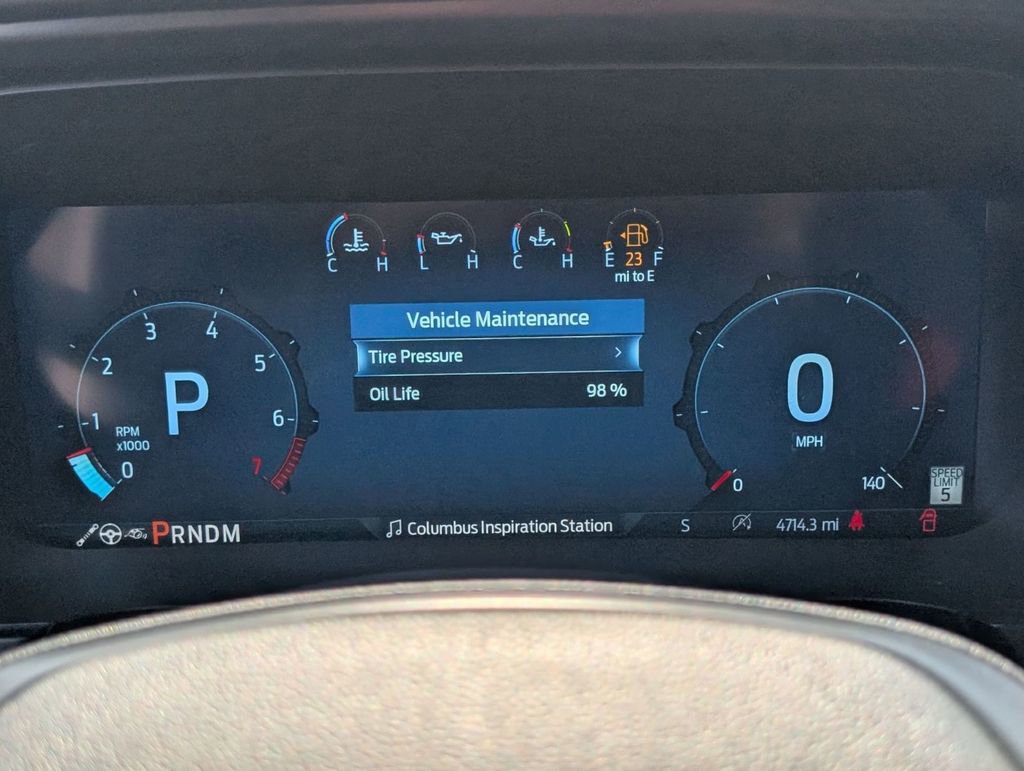 C H
L H
C H
E 23 F
mi to E
Vehicle Maintenance
Tire Pressure >
Oil Life 98 %
1 2 3 4 5 6 7
P
RPM
x1000
0
0
MPH
0 140
SPEED
LIMIT
5
PRNDM
Columbus Inspiration Station
S
4714.3 mi